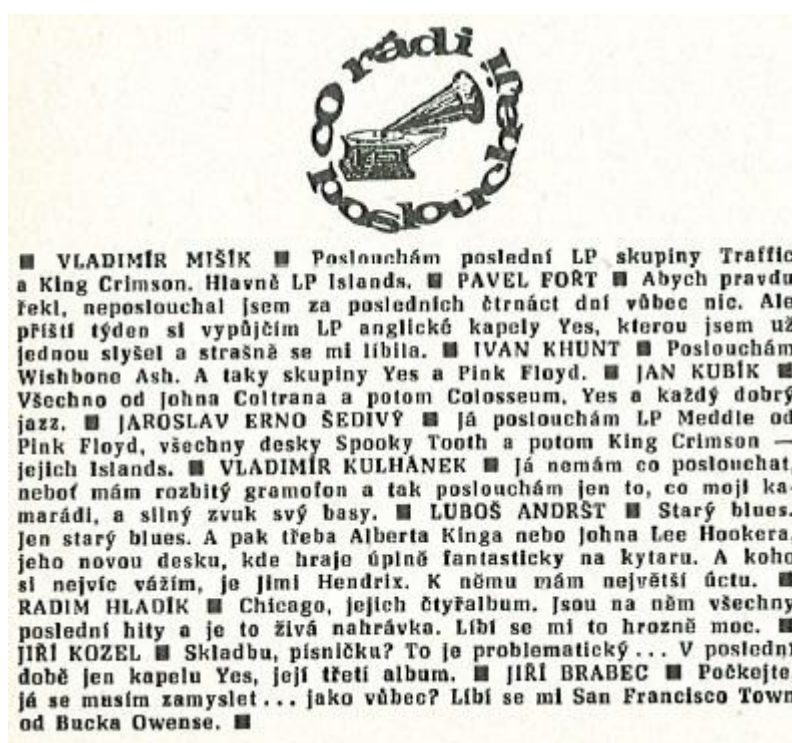 co rádi poslouchají
■ VLADIMÍR MIŠÍK ■ Poslouchám poslední LP skupiny Traffic
a King Crimson. Hlavně LP Islands. ■ PAVEL FOŘT ■ Abych pravdu
řekl, neposlouchal jsem za posledních čtrnáct dní vůbec nic. Ale
příští týden si vypůjčím LP anglické kapely Yes, kterou jsem už
jednou slyšel a strašně se mi líbila. ■ IVAN KHUNT ■ Poslouchám
Wishbone Ash. A taky skupiny Yes a Pink Floyd. ■ JAN KUBÍK ■
Všechno od Johna Coltrana a potom Colosseum, Yes a každý dobrý
jazz. ■ JAROSLAV ERNO ŠEDIVÝ ■ Já poslouchám LP Meddle od
Pink Floyd, všechny desky Spooky Tooth a potom King Crimson —
jejich Islands. ■ VLADIMÍR KULHÁNEK ■ Já nemám co poslouchat,
neboť mám rozbitý gramofon a tak poslouchám jen to, co mojí ka-
marádi, a silný zvuk svý basy. ■ LUBOŠ ANDRŠT ■ Starý blues.
Jen starý blues. A pak třeba Alberta Kinga nebo Johna Lee Hookera,
jeho novou desku, kde hraje úplně fantasticky na kytaru. A koho
si nejvíc vážím, je Jimi Hendrix. K němu mám největší úctu. ■
RADIM HLADÍK ■ Chicago, jejich čtyřalbum. Jsou na něm všechny
poslední hity a je to živá nahrávka. Líbí se mi to hrozně moc. ■
JIŘÍ KOZEL ■ Skladbu, písničku? To je problematický... V poslední
době jen kapelu Yes, její třetí album. ■ JIŘÍ BRABEC ■ Počkejte,
já se musím zamyslet... jako vůbec? Líbí se mi San Francisco Town
od Bucka Owense. ■